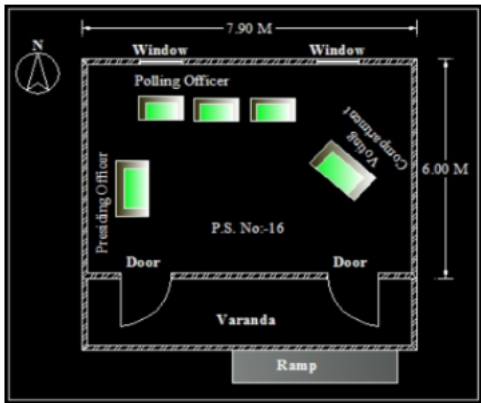 7.90 M
N
Window
Window
Polling Officer
Voting
Compartment
6.00 M
Presiding Officer
P.S. No:-16
Door
Door
Varanda
Ramp